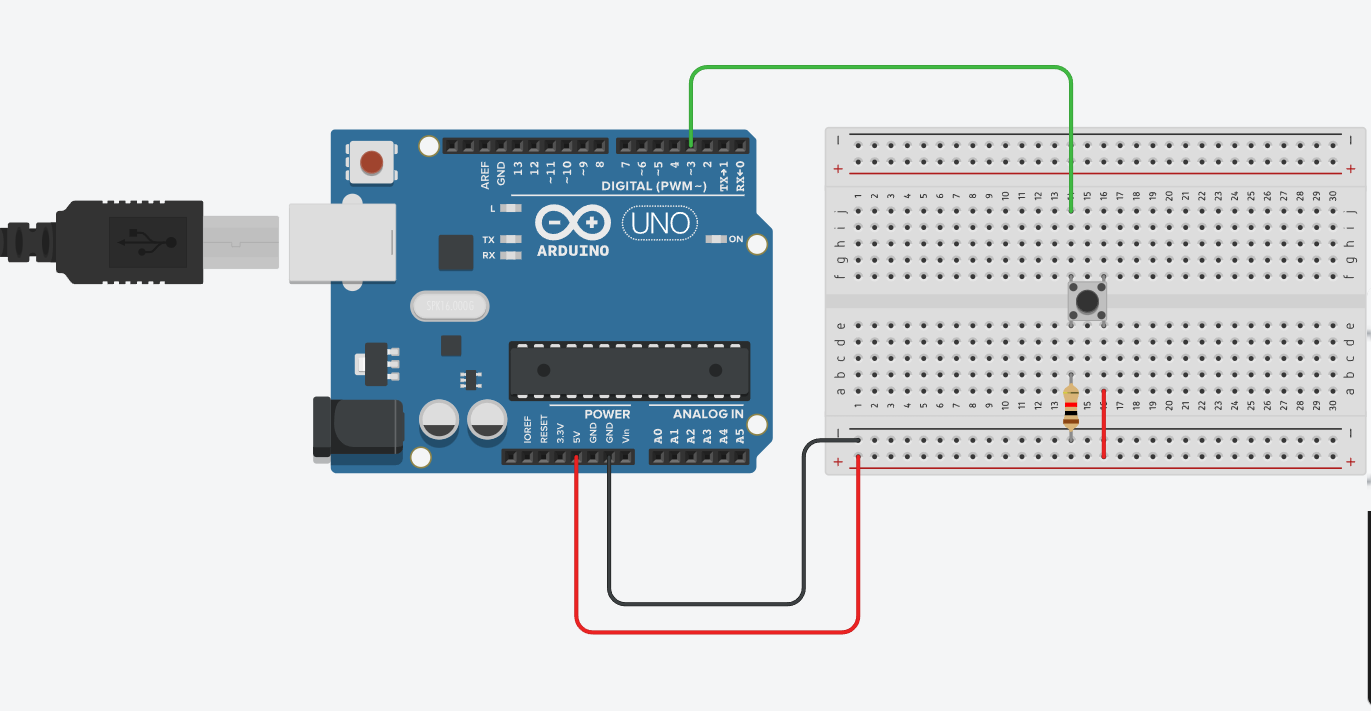 AREF GND 13 12 ~11 ~10 ~9 8 7 ~6 ~5 4 ~3 2 TX→1 RX←0
DIGITAL (PWM~)
L
TX
RX
UNO
ON
ARDUINO
SPK16.000G
POWER
ANALOG IN
IOREF RESET 3.3V 5V GND GND Vin A0 A1 A2 A3 A4 A5
1 2 3 4 5 6 7 8 9 10 11 12 13 15 16 17 18 19 20 21 22 23 24 25 26 27 28 29 30
j j
i i
h h
g g
f f
e e
d d
c c
b b
a a
1 2 3 4 5 6 7 8 9 10 11 12 13 15 17 18 19 20 21 22 23 24 25 26 27 28 29 30